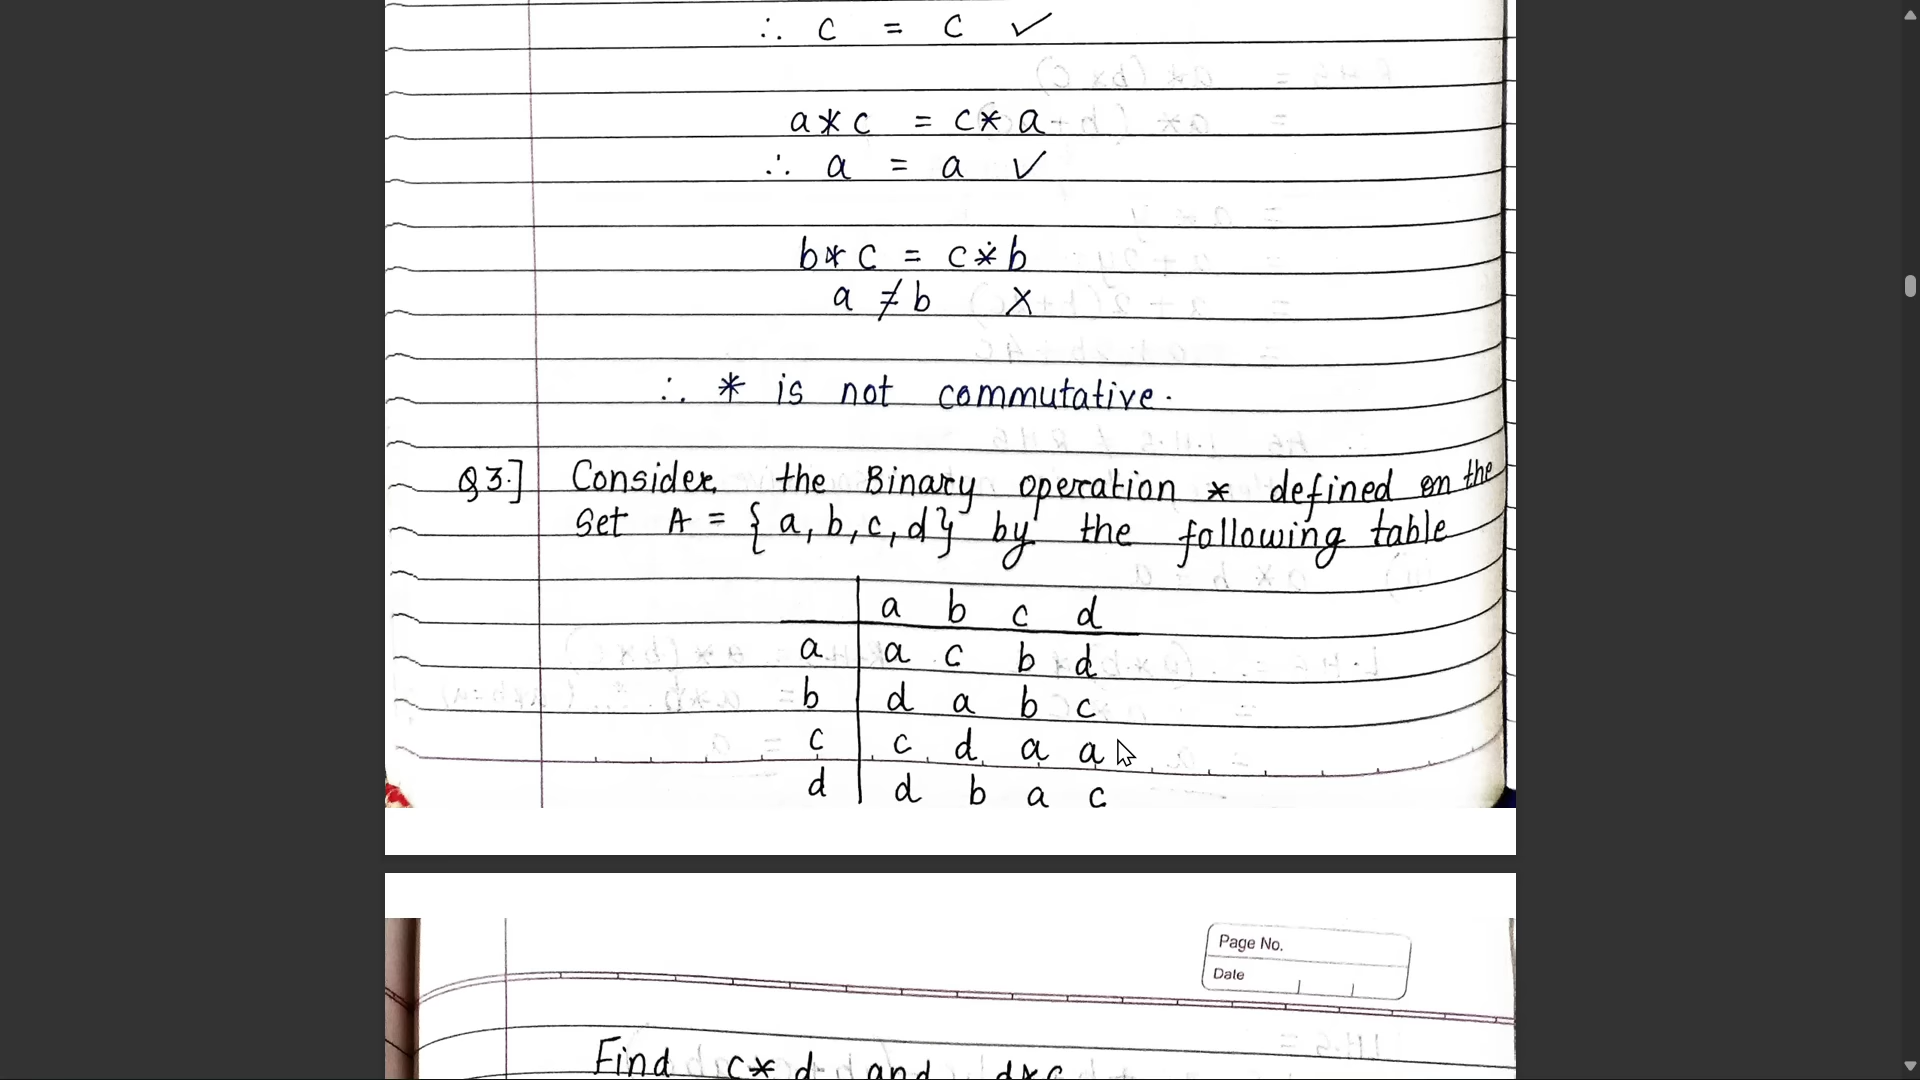 ∴ c = c ✓
a * c = c * a
∴ a = a ✓
b * c = c * b
a ≠ b ×
∴ * is not commutative.
Q3.] Consider the Binary operation * defined on the
set A = { a, b, c, d} by the following table
a b c d
a a c b d
b d a b c
c c d a a
d d b a c
Page No.
Date
Find c* d and d*c